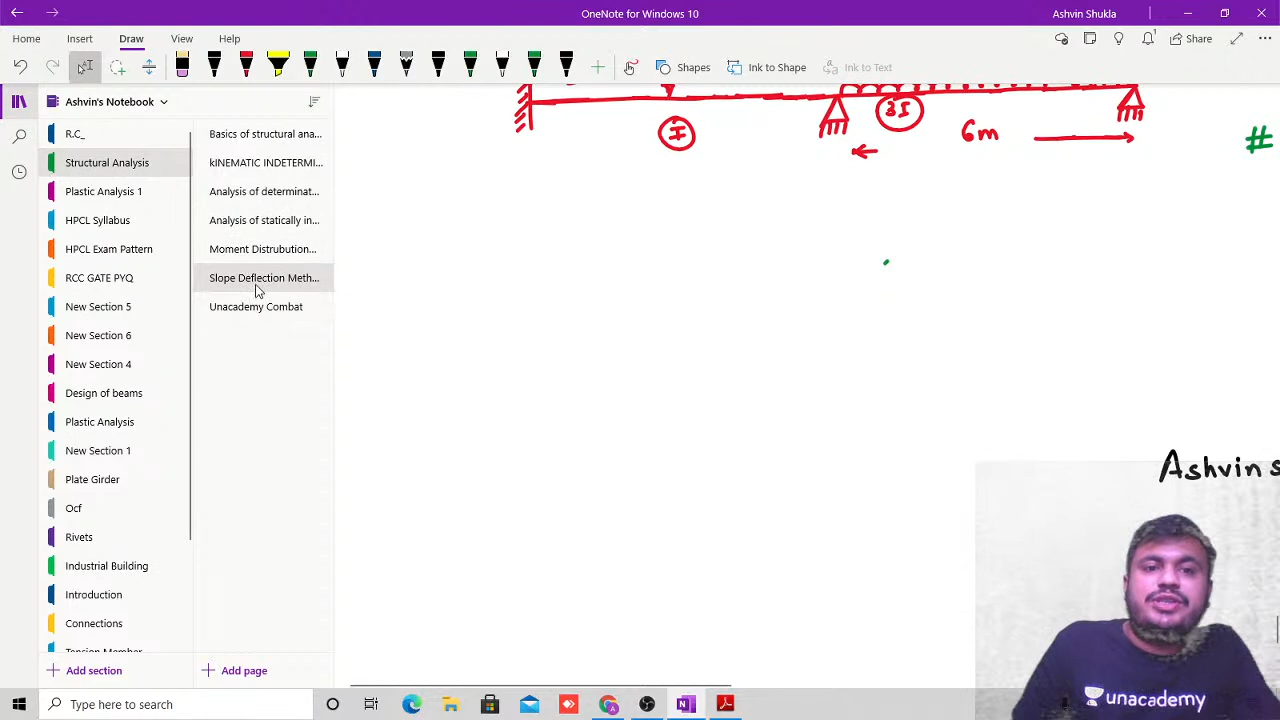 OneNote for Windows 10
Ashvin Shukla
Home
Insert
Draw
View
Help
Share
Shapes
Ink to Shape
Ink to Text
Ashvin's Notebook
R.C_
Structural Analysis
Plastic Analysis 1
HPCL Syllabus
HPCL Exam Pattern
RCC GATE PYQ
New Section 5
New Section 6
New Section 4
Design of beams
Plastic Analysis
New Section 1
Plate Girder
Ocf
Rivets
Industrial Building
Introduction
Connections
Tension Member
Add section
Basics of structural ana...
kINEMATIC INDETERMI...
Analysis of determinat...
Analysis of statically in...
Moment Distrubution...
Slope Deflection Meth...
Unacademy Combat
Add page
I
3I
6m
#
Ashvin s
unacademy
Type here to search